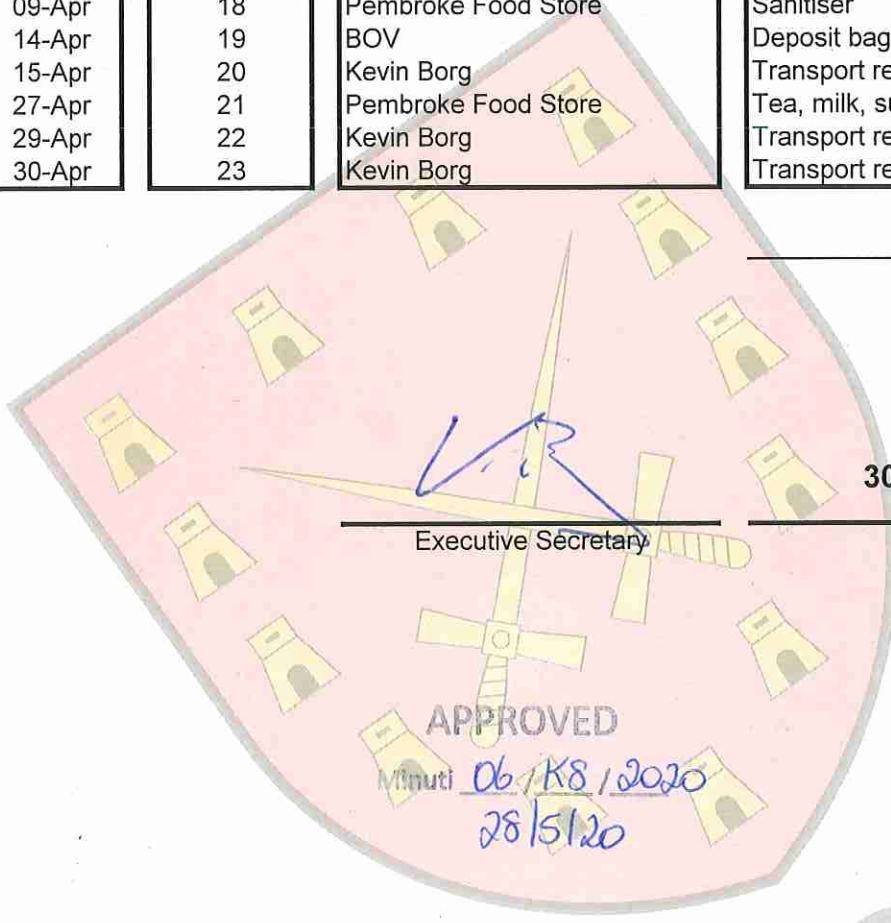 09-Apr 18 Pembroke Food Store Sanitiser
14-Apr 19 BOV Deposit bag
15-Apr 20 Kevin Borg Transport re
27-Apr 21 Pembroke Food Store Tea, milk, su
29-Apr 22 Kevin Borg Transport re
30-Apr 23 Kevin Borg Transport re
30
Executive Secretary
APPROVED
Minuti 06 / K8 / 2020
28/5/20